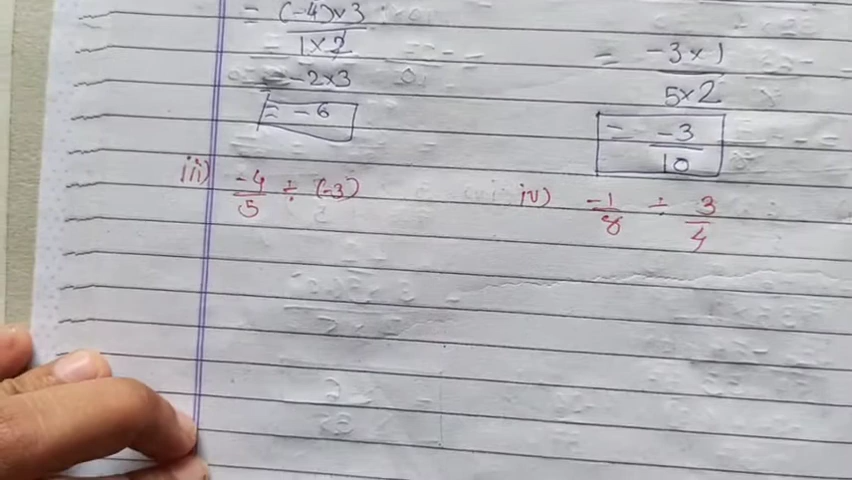 = (-4) × 3
1 × 2
= -2 × 3
= -6
= -3 × 1
5 × 2
= -3
10
iii) -4/5 ÷ (-3)
iv) -1/8 ÷ 3/4